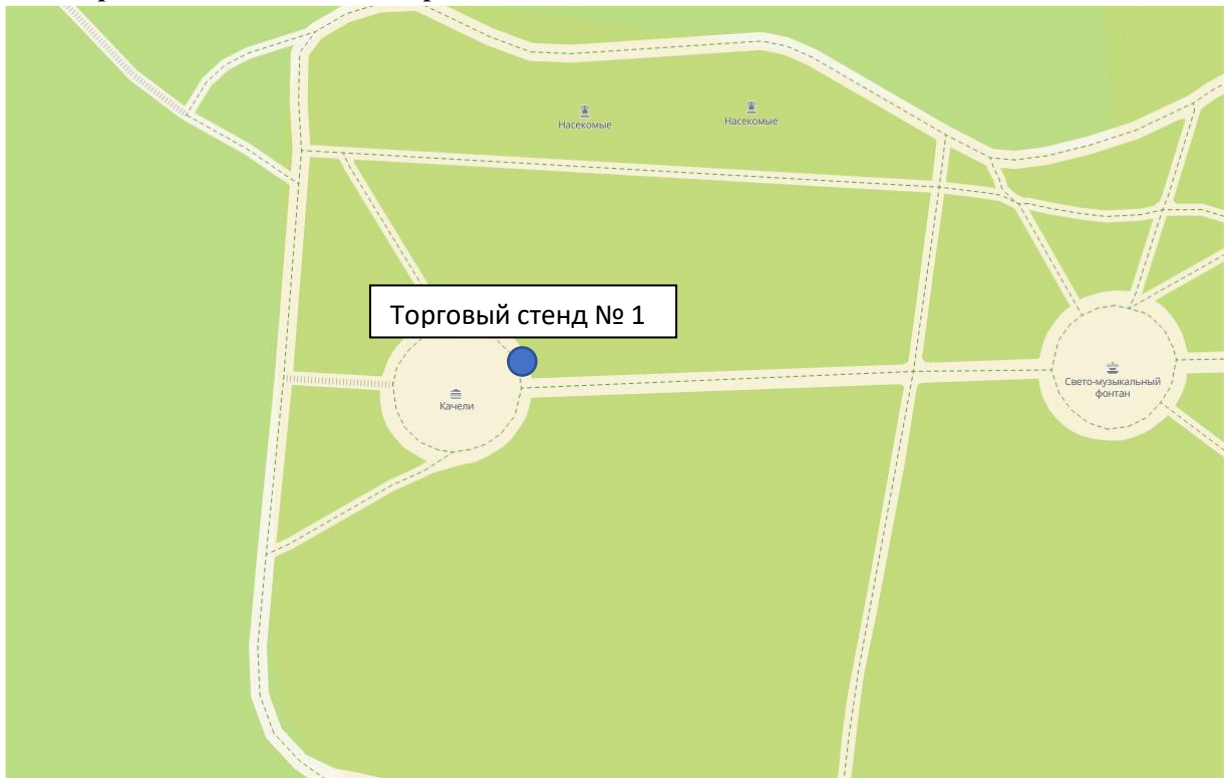 Насекомые
Насекомые
Торговый стенд № 1
Качели
Свето-музыкальный
фонтан